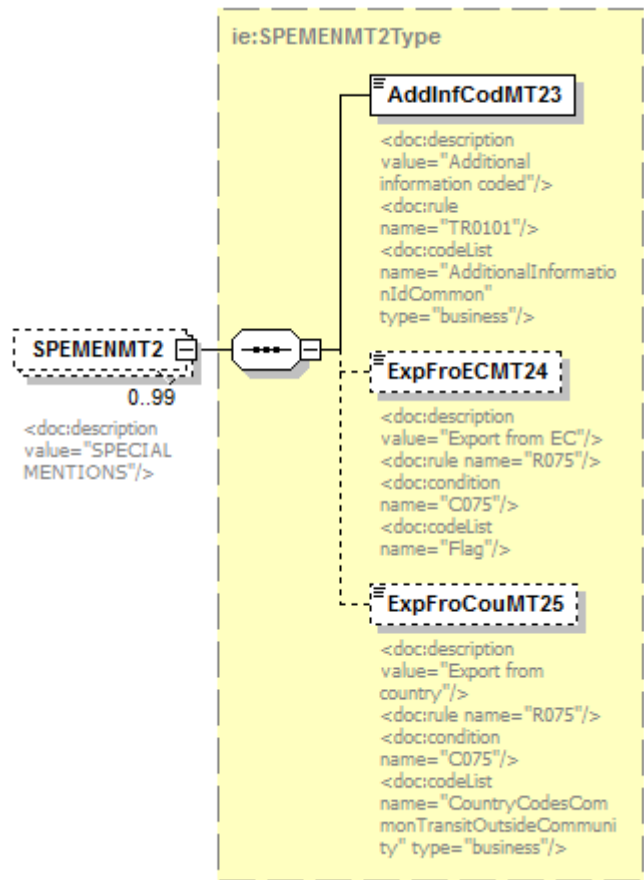 ie:SPEMENMT2Type
AddInfCodMT23
<doc:description
value="Additional
information coded"/>
<doc:rule
name="TR0101"/>
<doc:codeList
name="AdditionalInformatio
nIdCommon"
type="business"/>
SPEMENMT2
0..99
<doc:description
value="SPECIAL
MENTIONS"/>
ExpFroECMT24
<doc:description
value="Export from EC"/>
<doc:rule name="R075"/>
<doc:condition
name="C075"/>
<doc:codeList
name="Flag"/>
ExpFroCouMT25
<doc:description
value="Export from
country"/>
<doc:rule name="R075"/>
<doc:condition
name="C075"/>
<doc:codeList
name="CountryCodesCom
monTransitOutsideCommuni
ty" type="business"/>